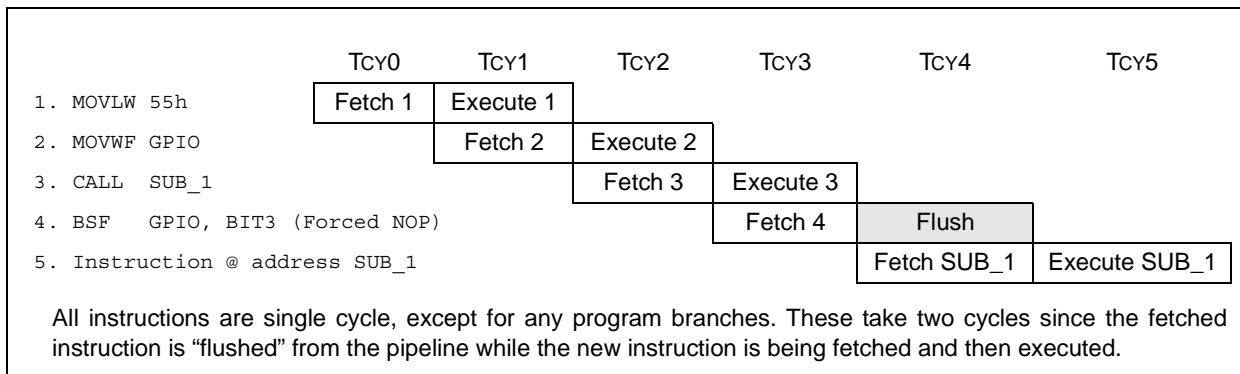 TCY0 TCY1 TCY2 TCY3 TCY4 TCY5
1. MOVLW 55h Fetch 1 Execute 1
2. MOVWF GPIO Fetch 2 Execute 2
3. CALL SUB_1 Fetch 3 Execute 3
4. BSF GPIO, BIT3 (Forced NOP) Fetch 4 Flush
5. Instruction @ address SUB_1 Fetch SUB_1 Execute SUB_1
All instructions are single cycle, except for any program branches. These take two cycles since the fetched
instruction is “flushed” from the pipeline while the new instruction is being fetched and then executed.